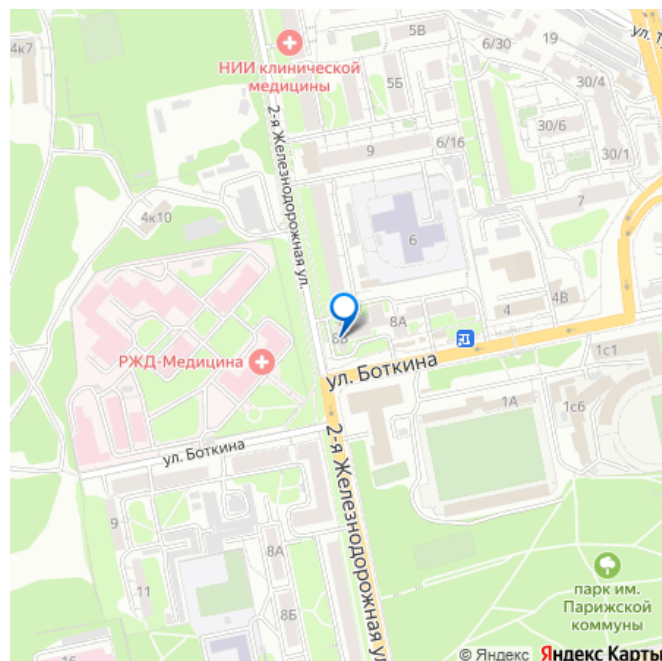 4к7
5В
19
6/30
ул. Т
НИИ клинической
медицины
5Б
30/4
2-я Железнодорожная ул.
30/6
6/16
9
30/1
4к10
7
6
4В
4
8А
8Б
РЖД-Медицина
ул. Боткина
1с1
1А
1с6
ул. Боткина
2-я Железнодорожная ул
9
8А
11
8Б
парк им.
Парижской
коммуны
16
© Яндекс Яндекс Карты